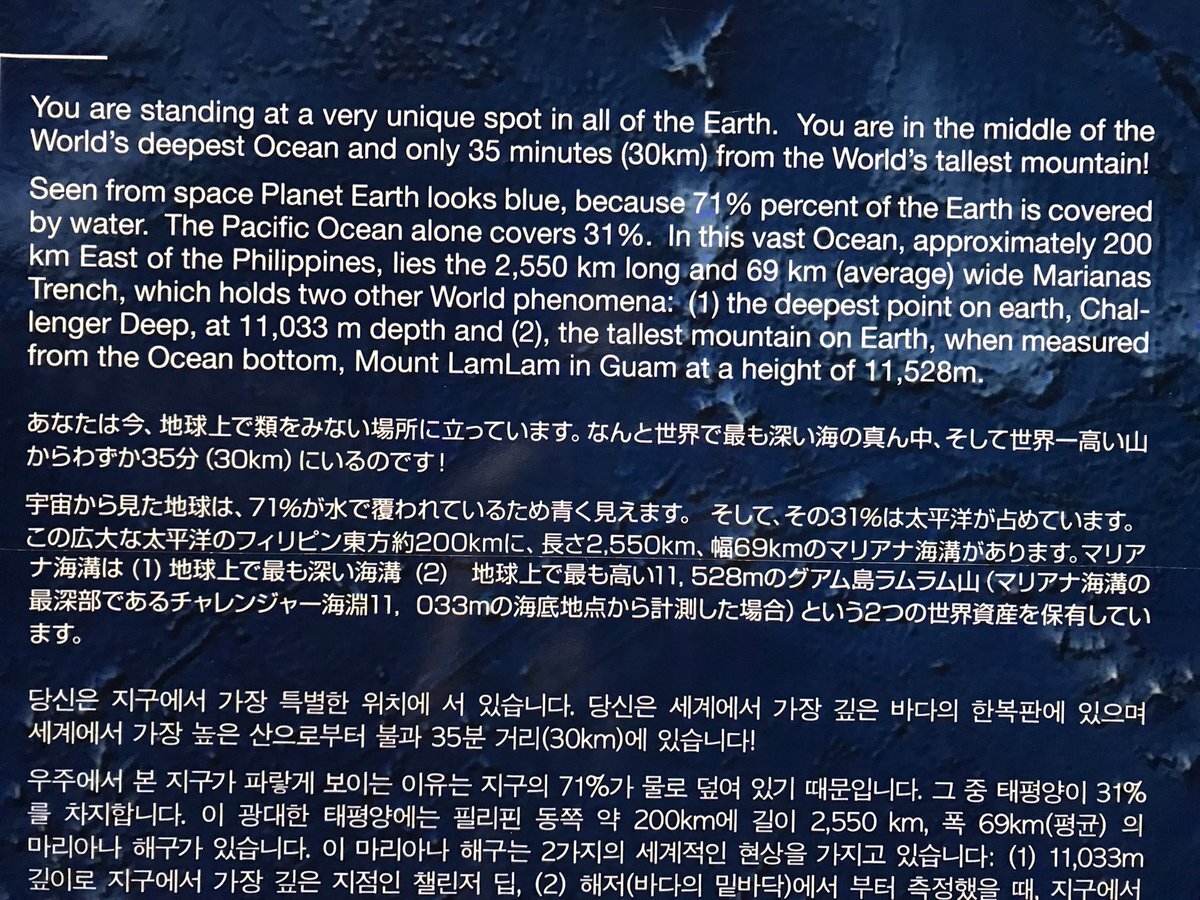 You are standing at a very unique spot in all of the Earth.  You are in the middle of the
World's deepest Ocean and only 35 minutes (30km) from the World's tallest mountain!
Seen from space Planet Earth looks blue, because 71% percent of the Earth is covered
by water.  The Pacific Ocean alone covers 31%.  In this vast Ocean, approximately 200
km East of the Philippines, lies the 2,550 km long and 69 km (average) wide Marianas
Trench, which holds two other World phenomena:  (1) the deepest point on earth, Chal-
lenger Deep, at 11,033 m depth and (2), the tallest mountain on Earth, when measured
from the Ocean bottom, Mount LamLam in Guam at a height of 11,528m.
あなたは今、地球上で類をみない場所に立っています。なんと世界で最も深い海の真ん中、そして世界一高い山
からわずか35分（30km）にいるのです！
宇宙から見た地球は、71%が水で覆われているため青く見えます。 そして、その31%は太平洋が占めています。
この広大な太平洋のフィリピン東方約200kmに、長さ2,550km、幅69kmのマリアナ海溝があります。マリア
ナ海溝は（1）地球上で最も深い海溝（2） 地球上で最も高い11, 528mのグアム島ラムラム山（マリアナ海溝の
最深部であるチャレンジャー海淵11, 033mの海底地点から計測した場合）という2つの世界資産を保有してい
ます。
당신은 지구에서 가장 특별한 위치에 서 있습니다. 당신은 세계에서 가장 깊은 바다의 한복판에 있으며
세계에서 가장 높은 산으로부터 불과 35분 거리(30km)에 있습니다!
우주에서 본 지구가 파랗게 보이는 이유는 지구의 71%가 물로 덮여 있기 때문입니다. 그 중 태평양이 31%
를 차지합니다. 이 광대한 태평양에는 필리핀 동쪽 약 200km에 길이 2,550 km, 폭 69km(평균) 의
마리아나 해구가 있습니다. 이 마리아나 해구는 2가지의 세계적인 현상을 가지고 있습니다: (1) 11,033m
깊이로 지구에서 가장 깊은 지점인 챌린저 딥, (2) 해저(바다의 밑바닥)에서 부터 측정했을 때, 지구에서